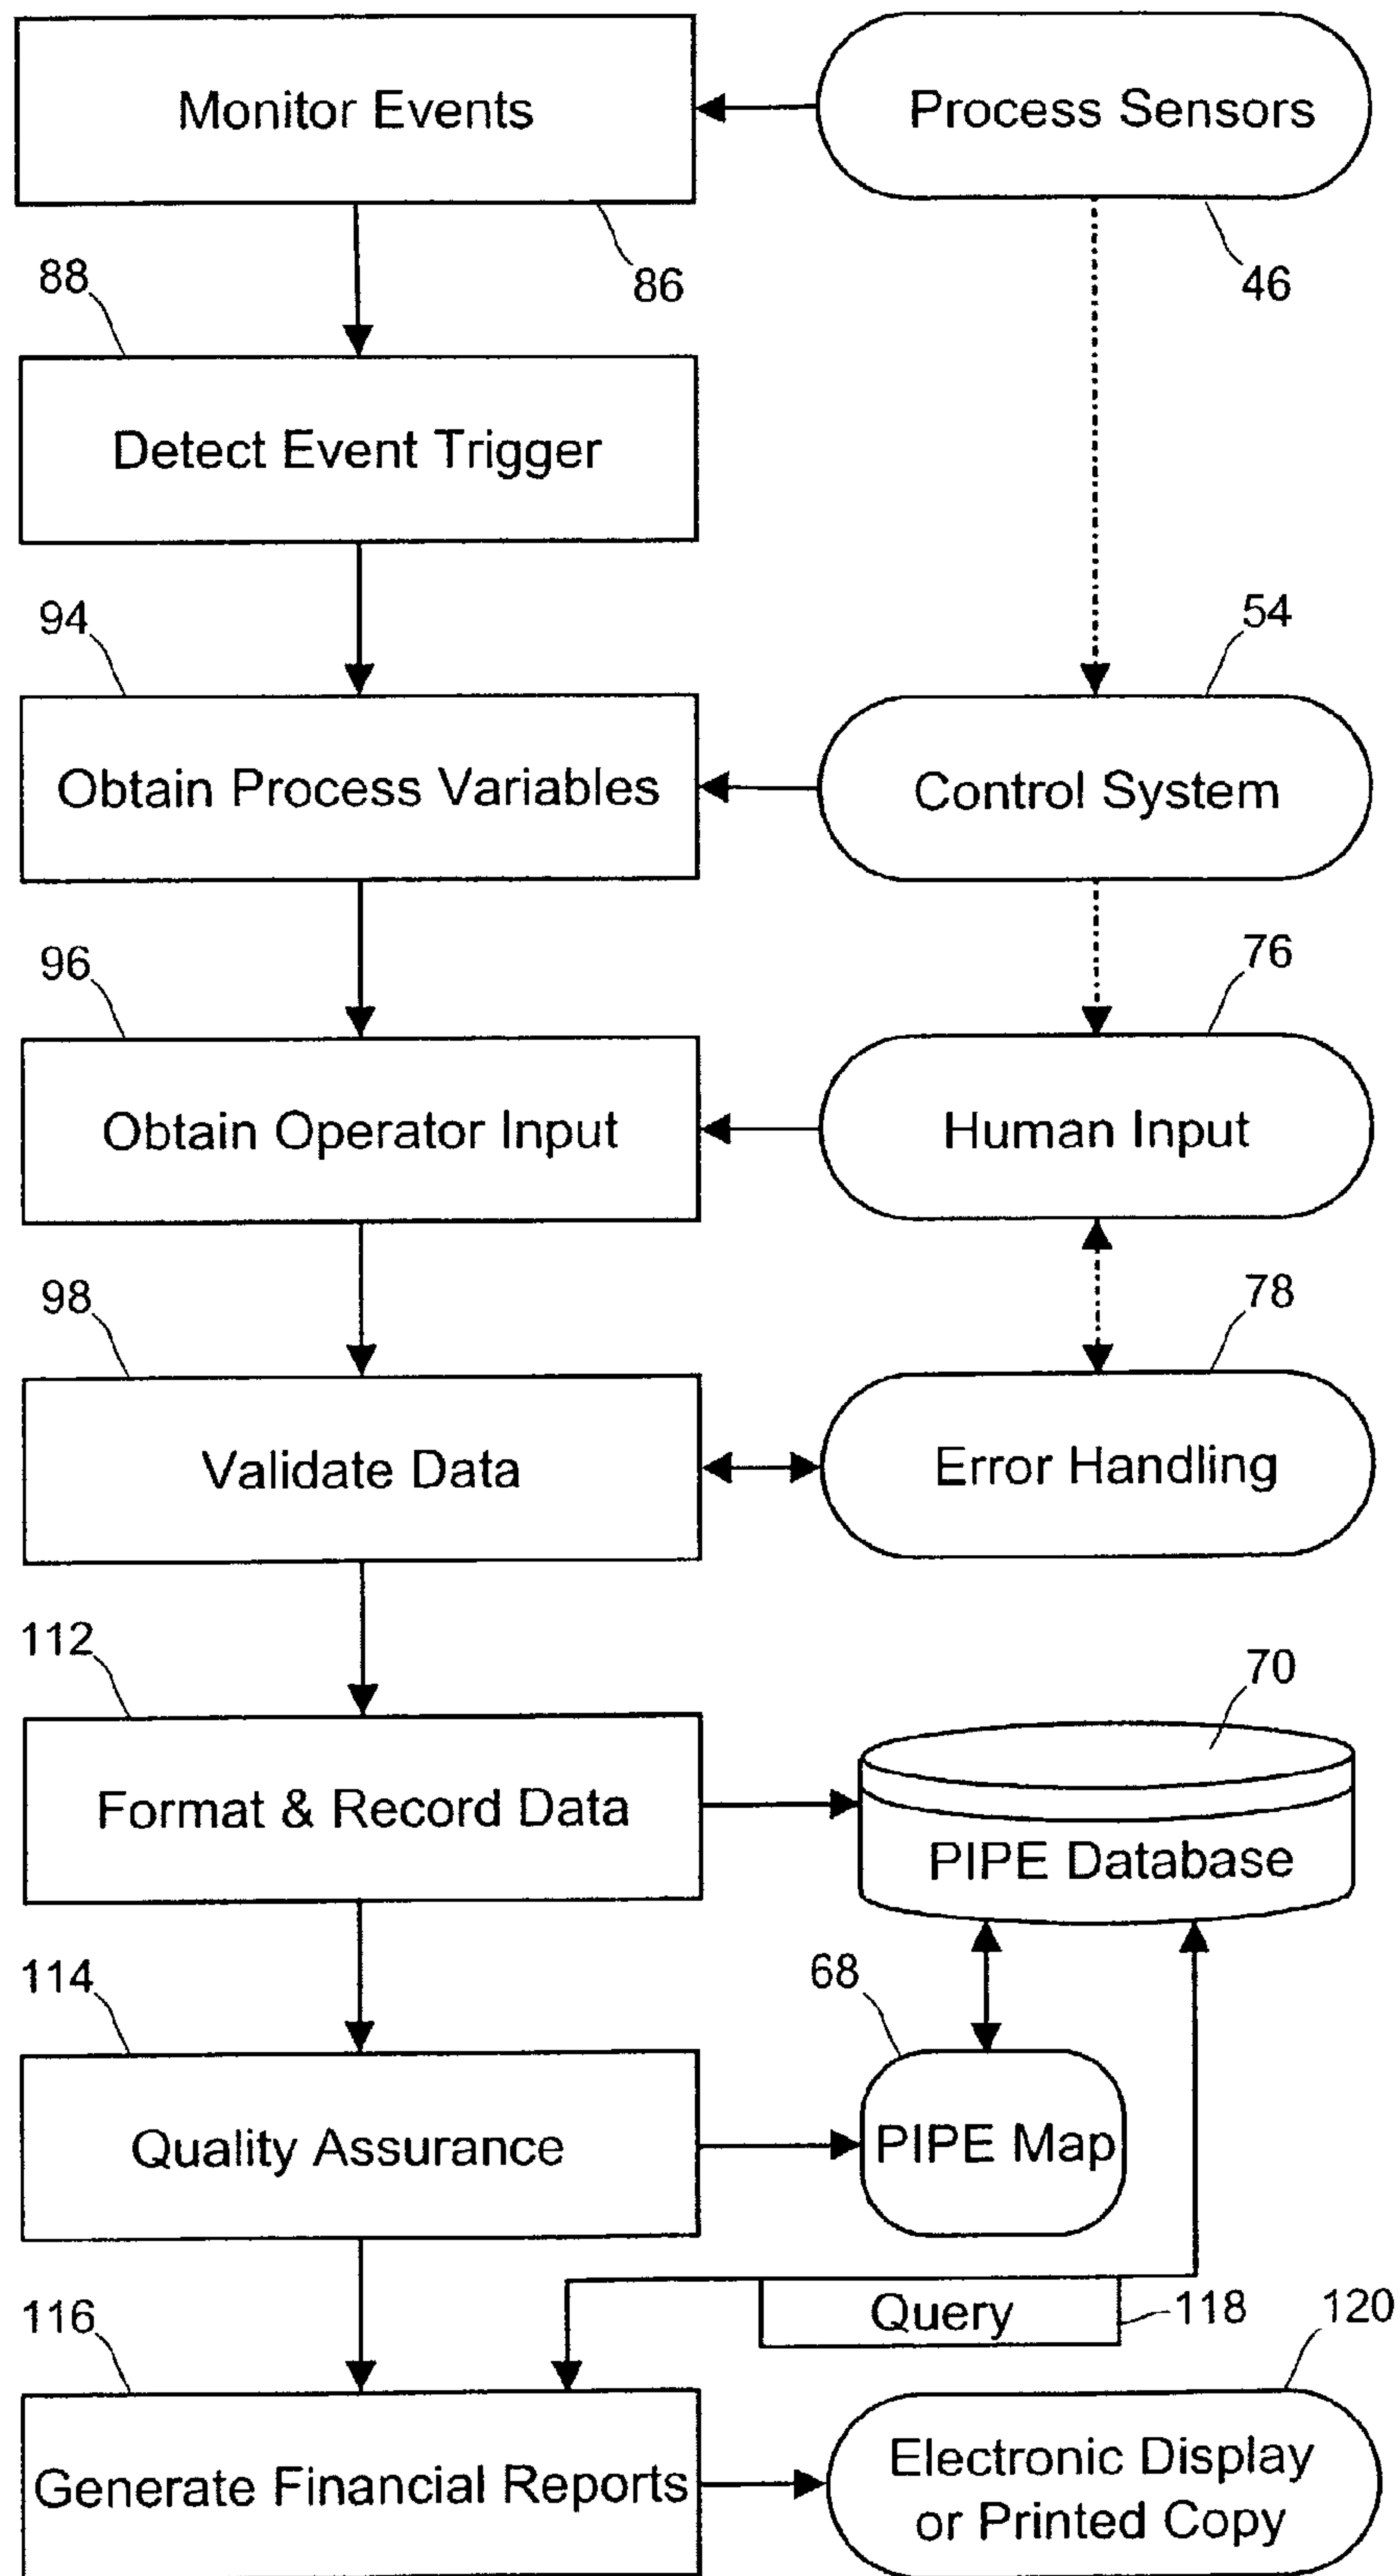 Monitor Events
Process Sensors
86
46
88
Detect Event Trigger
94
54
Obtain Process Variables
Control System
96
76
Obtain Operator Input
Human Input
98
78
Validate Data
Error Handling
112
70
Format & Record Data
PIPE Database
114
68
Quality Assurance
PIPE Map
116
Query
118
120
Generate Financial Reports
Electronic Display
or Printed Copy